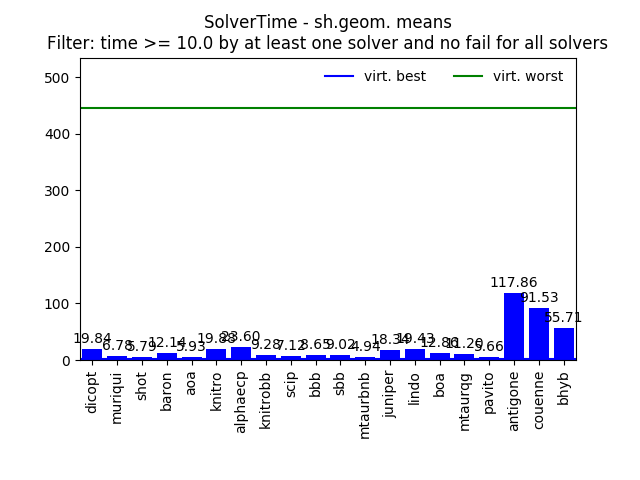 SolverTime - sh.geom. means
Filter: time >= 10.0 by at least one solver and no fail for all solvers
virt. best
virt. worst
500
400
300
200
100
0
19.84
6.78
5.79
12.14
5.93
19.83
23.60
9.28
7.12
8.65
9.02
4.94
18.34
19.43
12.86
11.20
5.66
117.86
91.53
55.71
dicopt
muriqui
shot
baron
aoa
knitro
alphaecp
knitrobb
scip
bbb
sbb
mtaurbnb
juniper
lindo
boa
mtaurqg
pavito
antigone
couenne
bhyb